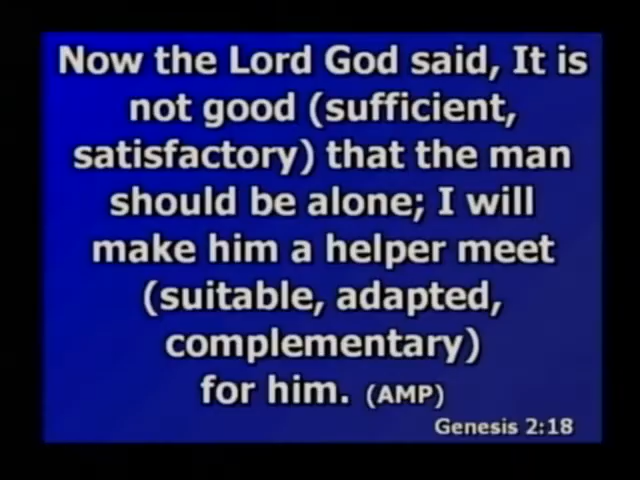 Now the Lord God said, It is
not good (sufficient,
satisfactory) that the man
should be alone; I will
make him a helper meet
(suitable, adapted,
complementary)
for him. (AMP)
Genesis 2:18